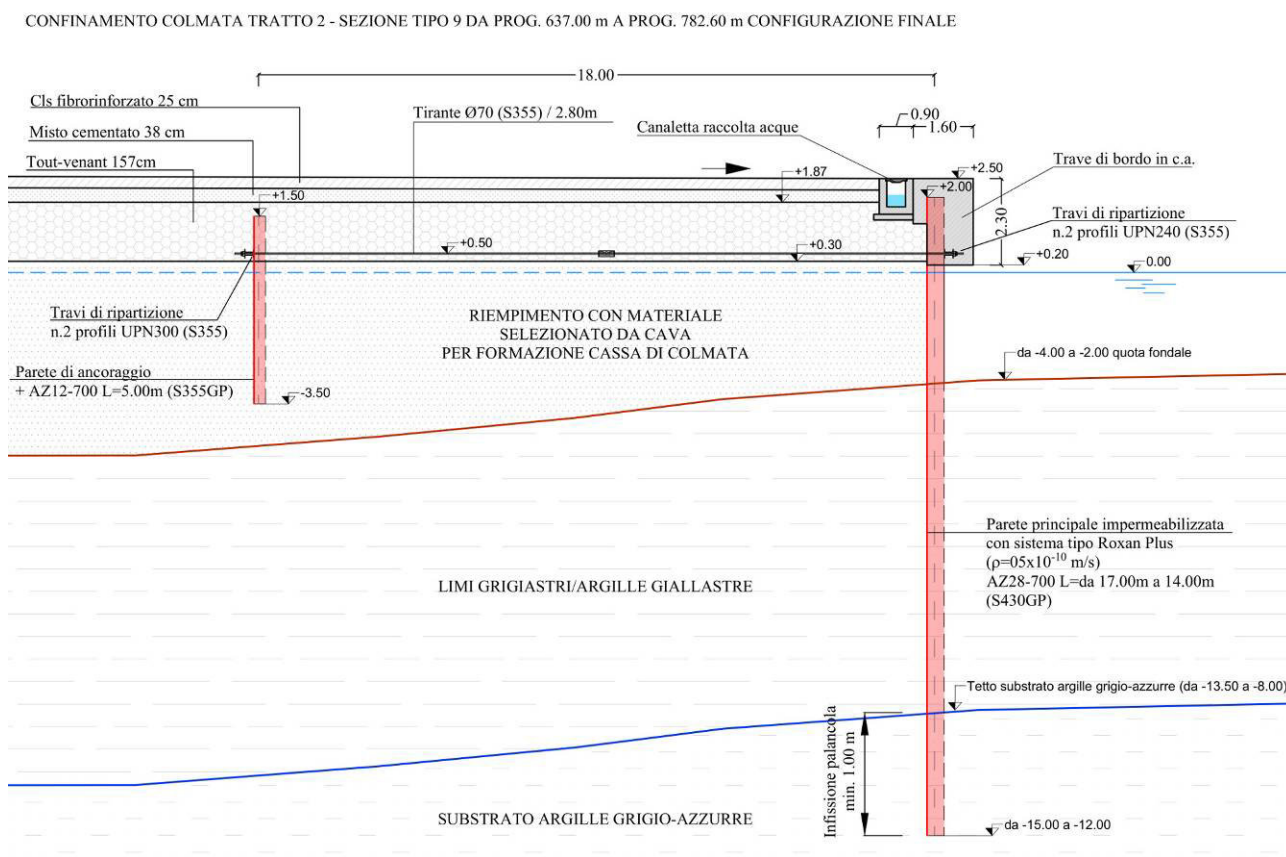 CONFINAMENTO COLMATA TRATTO 2 - SEZIONE TIPO 9 DA PROG. 637.00 m A PROG. 782.60 m CONFIGURAZIONE FINALE
18.00
Cls fibrorinforzato 25 cm
Misto cementato 38 cm
Tout-venant 157cm
Tirante Ø70 (S355) / 2.80m
Canaletta raccolta acque
0.90
1.60
Trave di bordo in c.a.
+1.87
+2.50
+1.50
+2.00
2.30
Travi di ripartizione
n.2 profili UPN240 (S355)
+0.50
+0.30
+0.20
0.00
Travi di ripartizione
n.2 profili UPN300 (S355)
RIEMPIMENTO CON MATERIALE
SELEZIONATO DA CAVA
PER FORMAZIONE CASSA DI COLMATA
da -4.00 a -2.00 quota fondale
Parete di ancoraggio
+ AZ12-700 L=5.00m (S355GP)
-3.50
Parete principale impermeabilizzata
con sistema tipo Roxan Plus
(ρ=05x10⁻¹⁰ m/s)
AZ28-700 L=da 17.00m a 14.00m
(S430GP)
LIMI GRIGIASTRI/ARGILLE GIALLASTRE
Tetto substrato argille grigio-azzurre (da -13.50 a -8.00)
Infissione palancola
min. 1.00 m
SUBSTRATO ARGILLE GRIGIO-AZZURRE
da -15.00 a -12.00